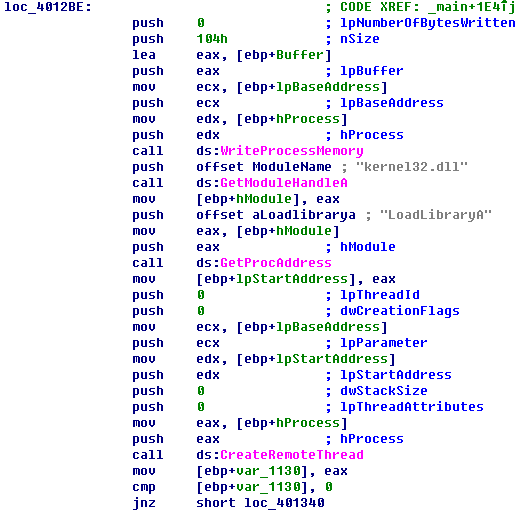 loc_4012BE: ; CODE XREF: _main+1E4↑j
push 0 ; lpNumberOfBytesWritten
push 104h ; nSize
lea eax, [ebp+Buffer]
push eax ; lpBuffer
mov ecx, [ebp+lpBaseAddress]
push ecx ; lpBaseAddress
mov edx, [ebp+hProcess]
push edx ; hProcess
call ds:WriteProcessMemory
push offset ModuleName ; "kernel32.dll"
call ds:GetModuleHandleA
mov [ebp+hModule], eax
push offset aLoadlibrarya ; "LoadLibraryA"
mov eax, [ebp+hModule]
push eax ; hModule
call ds:GetProcAddress
mov [ebp+lpStartAddress], eax
push 0 ; lpThreadId
push 0 ; dwCreationFlags
mov ecx, [ebp+lpBaseAddress]
push ecx ; lpParameter
mov edx, [ebp+lpStartAddress]
push edx ; lpStartAddress
push 0 ; dwStackSize
push 0 ; lpThreadAttributes
mov eax, [ebp+hProcess]
push eax ; hProcess
call ds:CreateRemoteThread
mov [ebp+var_1130], eax
cmp [ebp+var_1130], 0
jnz short loc_401340